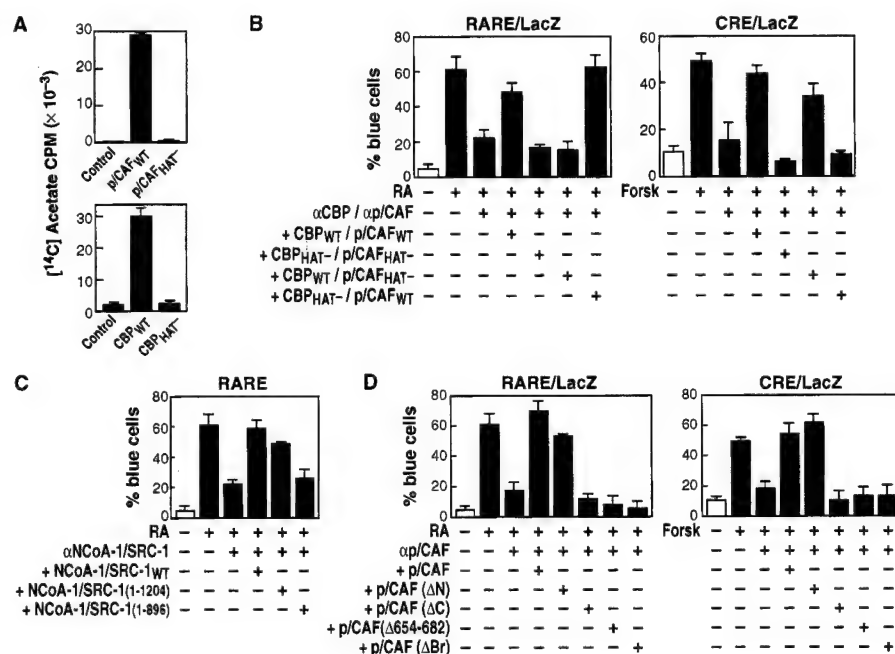 A
[14C] Acetate CPM (× 10–3)
30
20
10
0
Control
p/CAFWT
p/CAFHAT–
30
20
10
0
Control
CBPWT
CBPHAT–
B
RARE/LacZ
% blue cells
80
60
40
20
0
RA – + + + + + +
αCBP / αp/CAF – – + + + + +
+ CBPWT / p/CAFWT – – – + – – –
+ CBPHAT– / p/CAFHAT– – – – – + – –
+ CBPWT / p/CAFHAT– – – – – – + –
+ CBPHAT– / p/CAFWT – – – – – – +
CRE/LacZ
60
40
20
0
Forsk – + + + + + +
– – + + + + +
– – – + – – –
– – – – + – –
– – – – – + –
– – – – – – +
C
RARE
% blue cells
80
60
40
20
0
RA – + + + + +
αNCoA-1/SRC-1 – – + + + +
+ NCoA-1/SRC-1WT – – – + – –
+ NCoA-1/SRC-1(1-1204) – – – – + –
+ NCoA-1/SRC-1(1-896) – – – – – +
D
RARE/LacZ
% blue cells
80
60
40
20
0
RA – + + + + + + +
αp/CAF – – + + + + + +
+ p/CAF – – – + – – – –
+ p/CAF (ΔN) – – – – + – – –
+ p/CAF (ΔC) – – – – – + – –
+ p/CAF(Δ654-682) – – – – – – + –
+ p/CAF (ΔBr) – – – – – – – +
CRE/LacZ
80
60
40
20
0
Forsk – + + + + + + +
– – + + + + + +
– – – + – – – –
– – – – + – – –
– – – – – + – –
– – – – – – + –
– – – – – – – +